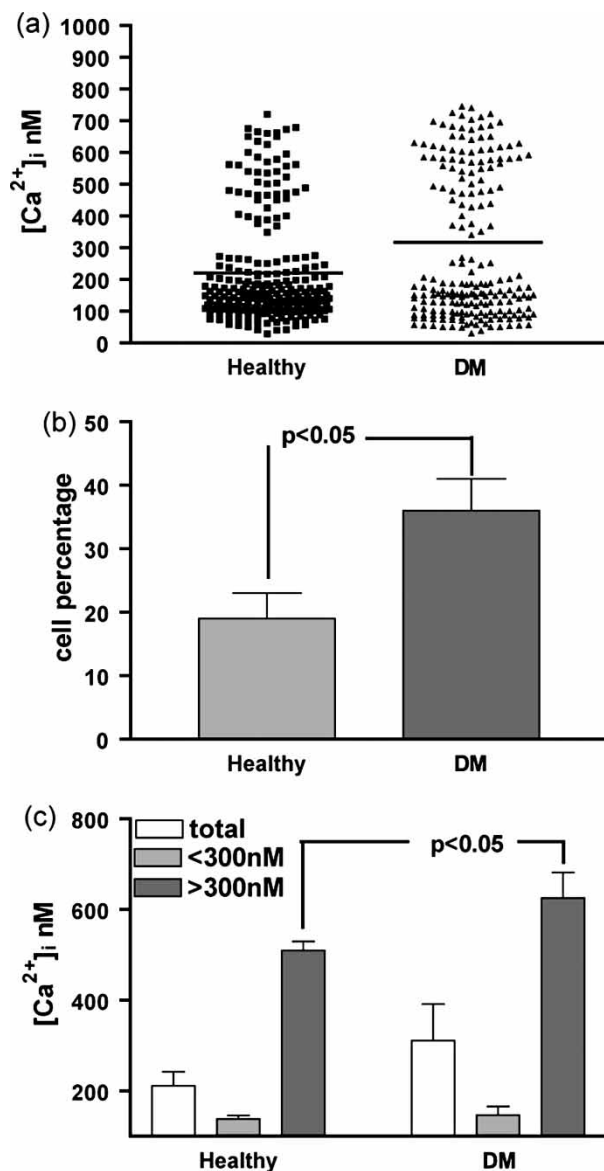 (a)
1000
900
800
700
600
500
400
300
200
100
0
[Ca2+]i nM
Healthy DM
(b)
50
40
30
20
10
0
cell percentage
p<0.05
Healthy DM
(c)
800
600
400
200
[Ca2+]i nM
total
<300nM
>300nM
p<0.05
Healthy DM